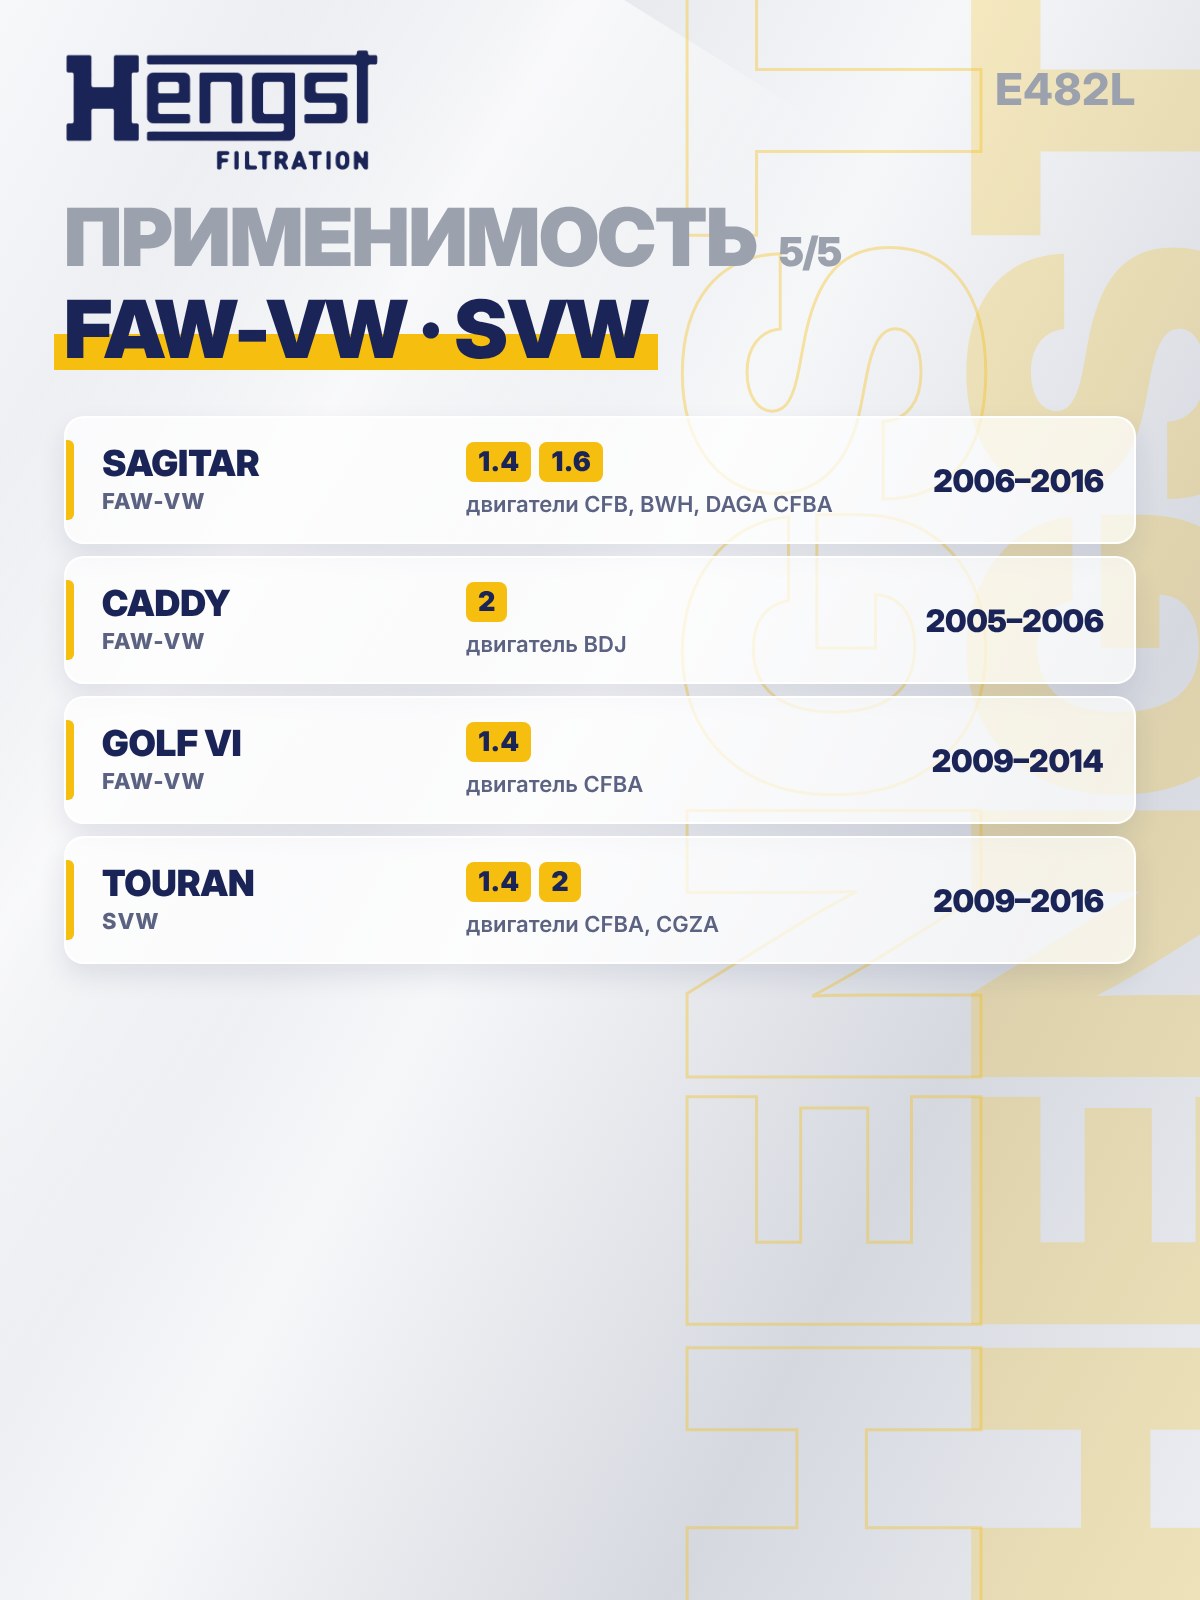 Hengst
FILTRATION
E482L
ПРИМЕНИМОСТЬ 5/5
FAW-VW · SVW
SAGITAR
FAW-VW
1.4 1.6
двигатели CFB, BWH, DAGA CFBA
2006–2016
CADDY
FAW-VW
2
двигатель BDJ
2005–2006
GOLF VI
FAW-VW
1.4
двигатель CFBA
2009–2014
TOURAN
SVW
1.4 2
двигатели CFBA, CGZA
2009–2016
HENGST
HENGST